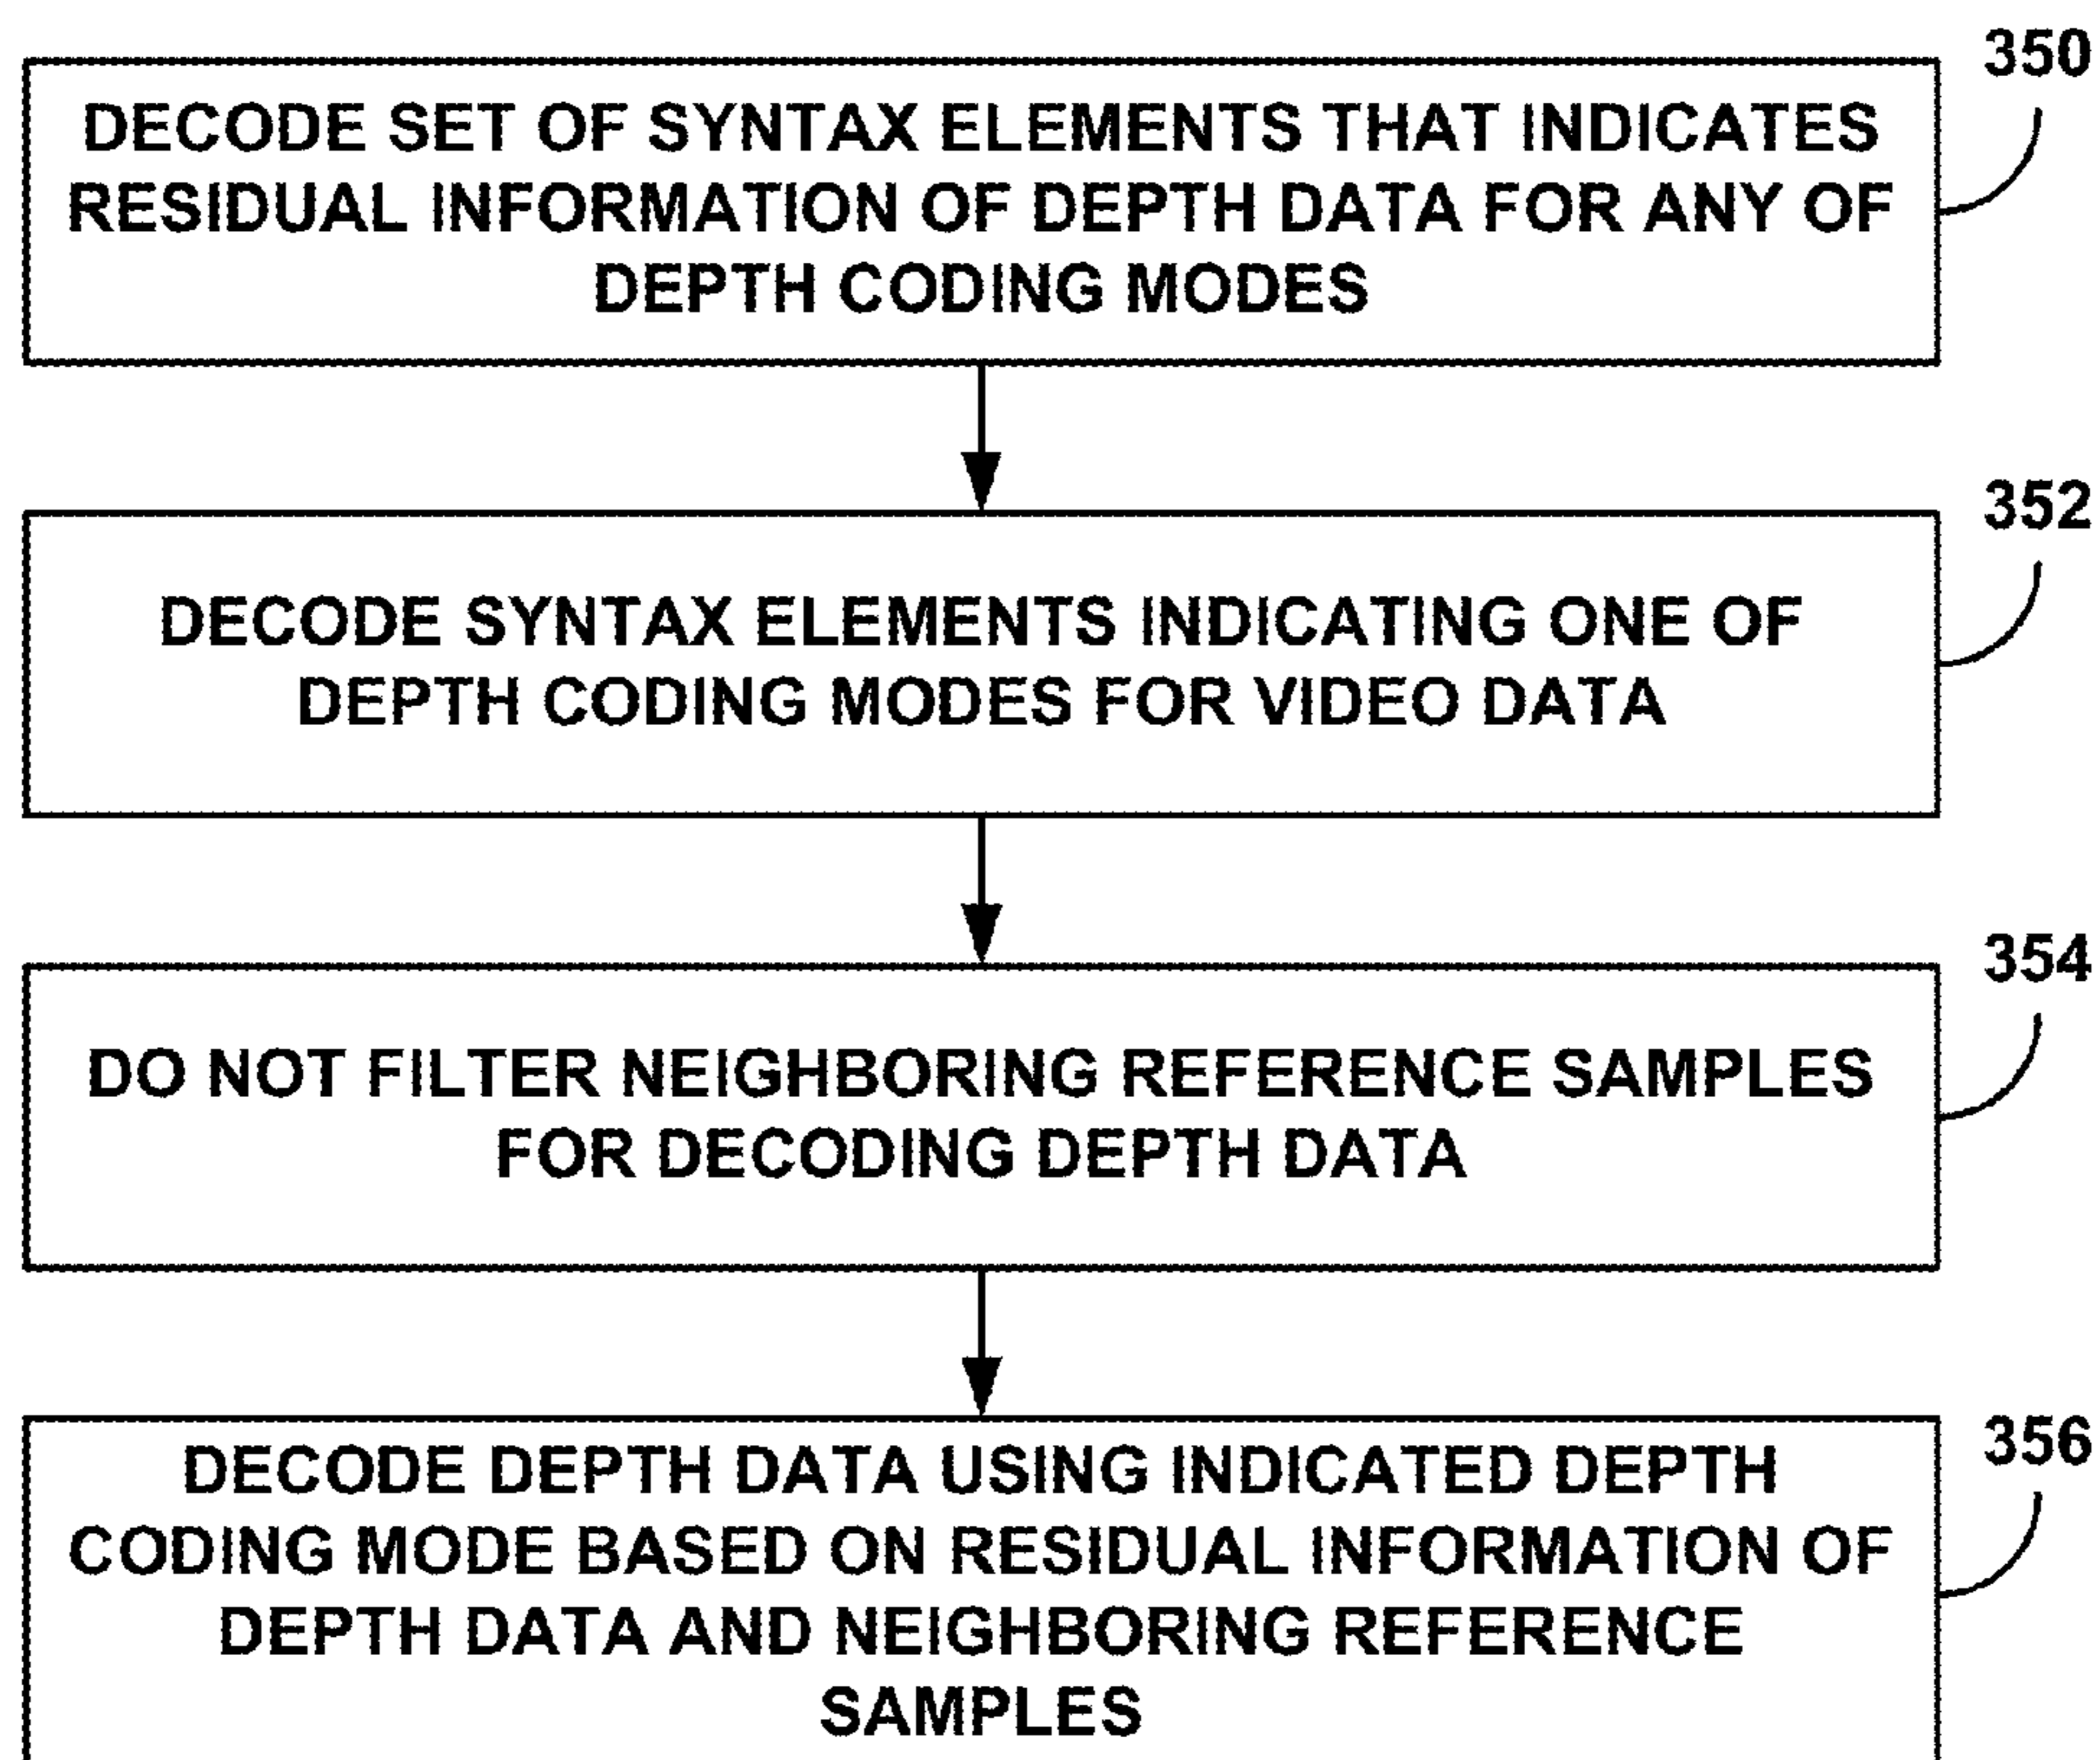 350
DECODE SET OF SYNTAX ELEMENTS THAT INDICATES
RESIDUAL INFORMATION OF DEPTH DATA FOR ANY OF
DEPTH CODING MODES
352
DECODE SYNTAX ELEMENTS INDICATING ONE OF
DEPTH CODING MODES FOR VIDEO DATA
354
DO NOT FILTER NEIGHBORING REFERENCE SAMPLES
FOR DECODING DEPTH DATA
356
DECODE DEPTH DATA USING INDICATED DEPTH
CODING MODE BASED ON RESIDUAL INFORMATION OF
DEPTH DATA AND NEIGHBORING REFERENCE
SAMPLES